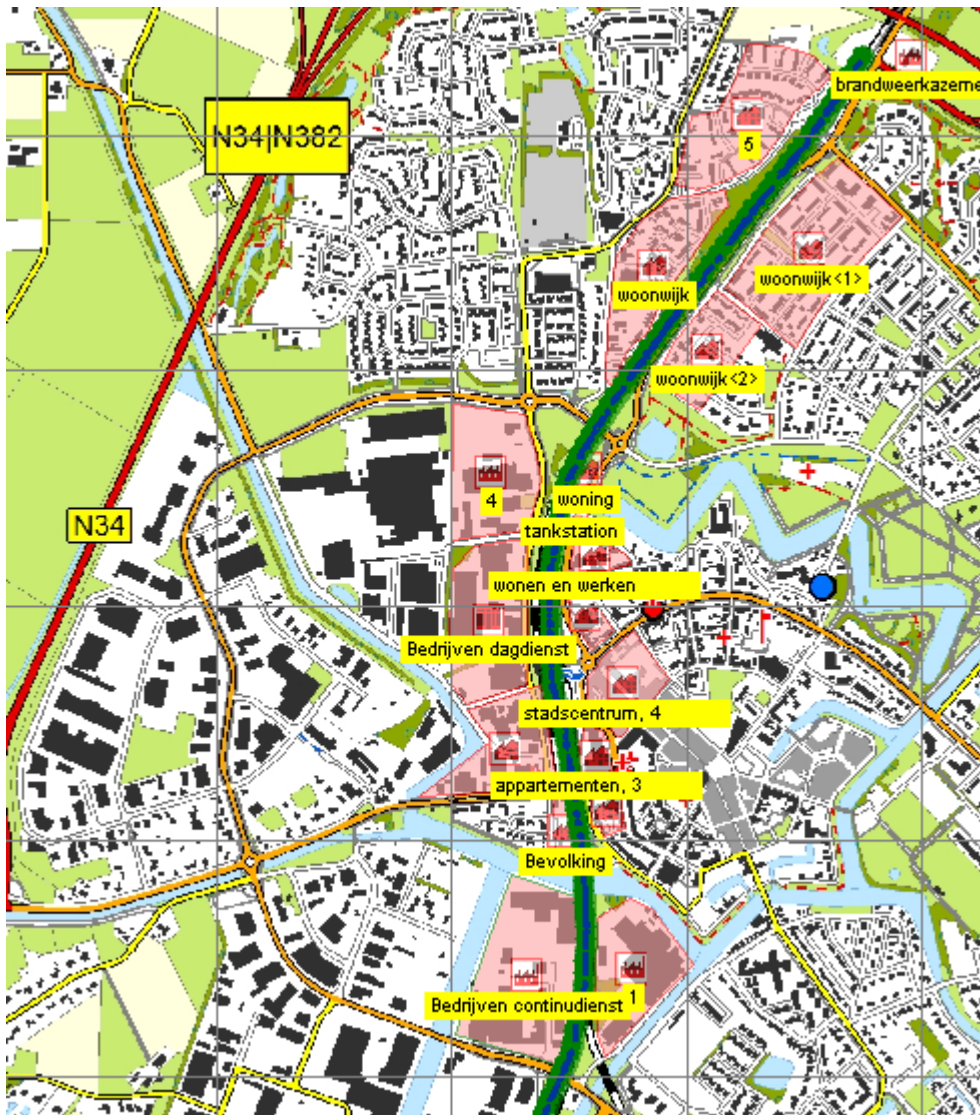 brandweerkazerne
N34|N382
5
woonwijk<1>
woonwijk
woonwijk<2>
4
woning
N34
tankstation
wonen en werken
Bedrijven dagdienst
stadscentrum, 4
appartementen, 3
Bevolking
Bedrijven continudienst
1